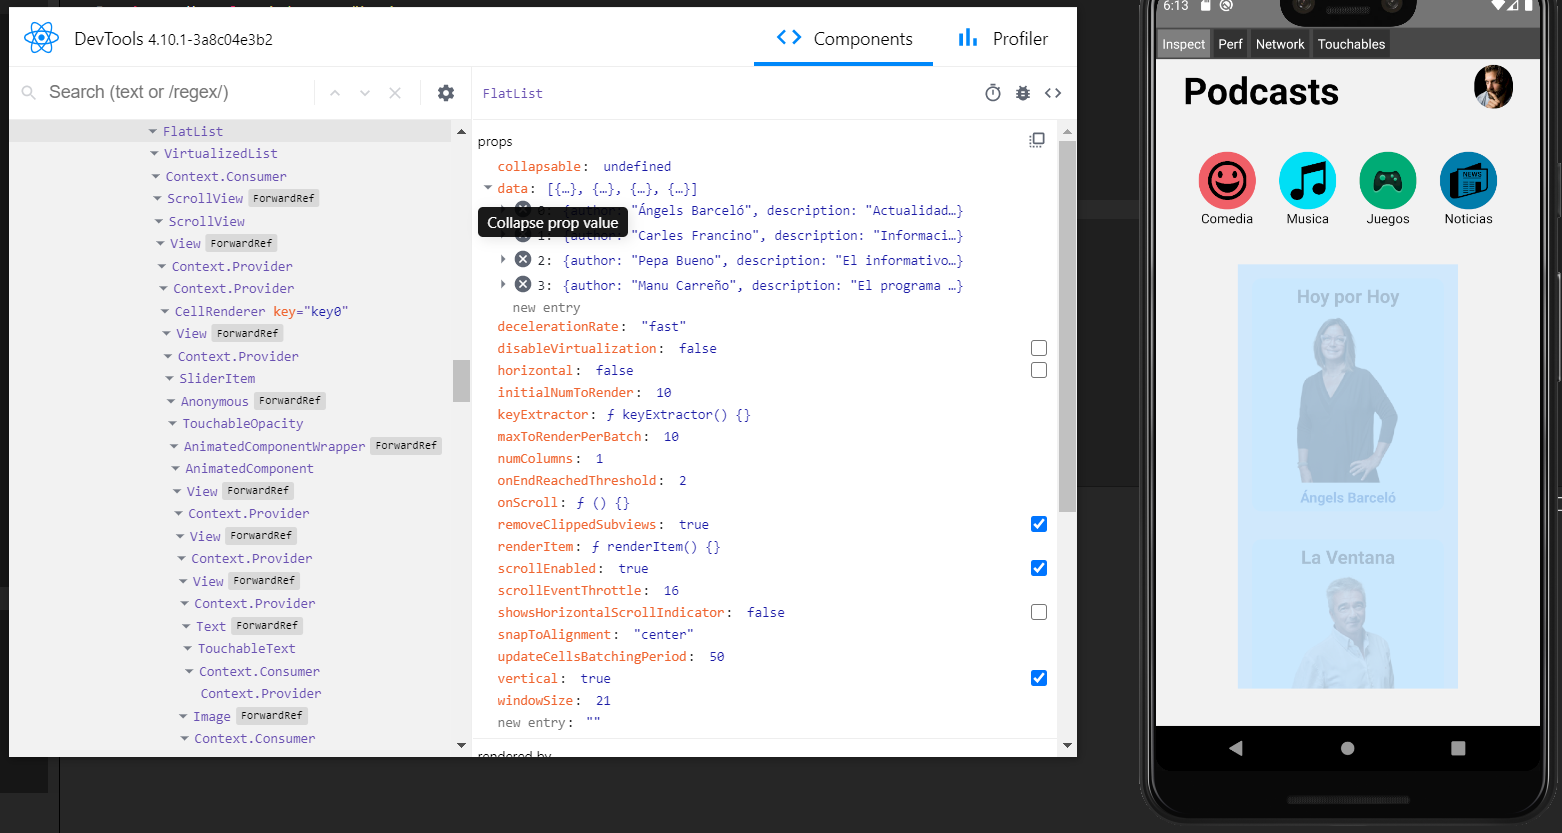 DevTools 4.10.1-3a8c04e3b2
Components
Profiler
Search (text or /regex/)
FlatList
FlatList
VirtualizedList
Context.Consumer
ScrollView ForwardRef
ScrollView
View ForwardRef
Context.Provider
Context.Provider
CellRenderer key="key0"
View ForwardRef
Context.Provider
SliderItem
Anonymous ForwardRef
TouchableOpacity
AnimatedComponentWrapper ForwardRef
AnimatedComponent
View ForwardRef
Context.Provider
View ForwardRef
Context.Provider
View ForwardRef
Context.Provider
Text ForwardRef
TouchableText
Context.Consumer
Context.Provider
Image ForwardRef
Context.Consumer
props
collapsable: undefined
data: [{…}, {…}, {…}, {…}]
0: {author: "Ángels Barceló", description: "Actualidad…}
Collapse prop value
1: {author: "Carles Francino", description: "Informaci…}
2: {author: "Pepa Bueno", description: "El informativo…}
3: {author: "Manu Carreño", description: "El programa …}
new entry
decelerationRate: "fast"
disableVirtualization: false
horizontal: false
initialNumToRender: 10
keyExtractor: ƒ keyExtractor() {}
maxToRenderPerBatch: 10
numColumns: 1
onEndReachedThreshold: 2
onScroll: ƒ () {}
removeClippedSubviews: true
renderItem: ƒ renderItem() {}
scrollEnabled: true
scrollEventThrottle: 16
showsHorizontalScrollIndicator: false
snapToAlignment: "center"
updateCellsBatchingPeriod: 50
vertical: true
windowSize: 21
new entry: ""
rendered by
6:13
Inspect Perf Network Touchables
Podcasts
NEWS
Comedia Musica Juegos Noticias
Hoy por Hoy
Ángels Barceló
La Ventana